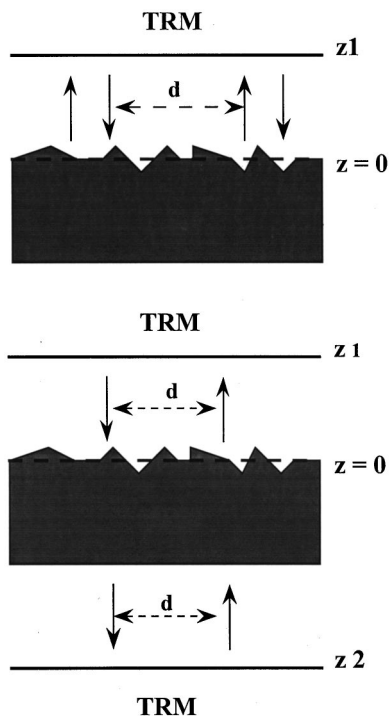 TRM
z1
d
z = 0
TRM
z 1
d
z = 0
d
z 2
TRM